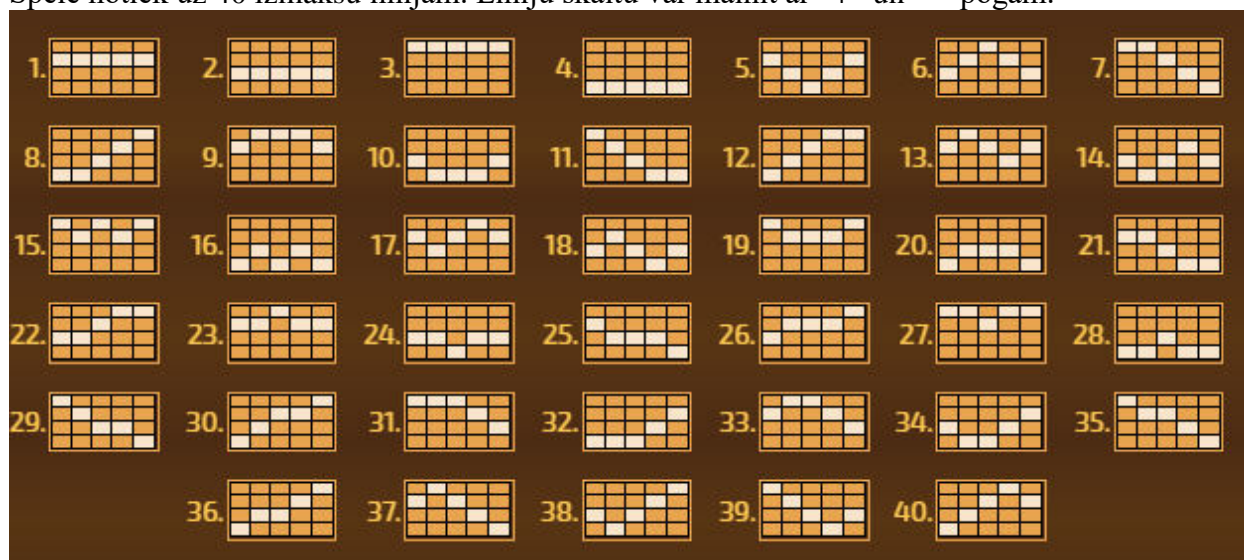 Spēle notiek uz 40 izmaksu līnijām. Līniju skaitu var mainīt ar "+" un "-" pogām.
1. 2. 3. 4. 5. 6. 7.
8. 9. 10. 11. 12. 13. 14.
15. 16. 17. 18. 19. 20. 21.
22. 23. 24. 25. 26. 27. 28.
29. 30. 31. 32. 33. 34. 35.
36. 37. 38. 39. 40.